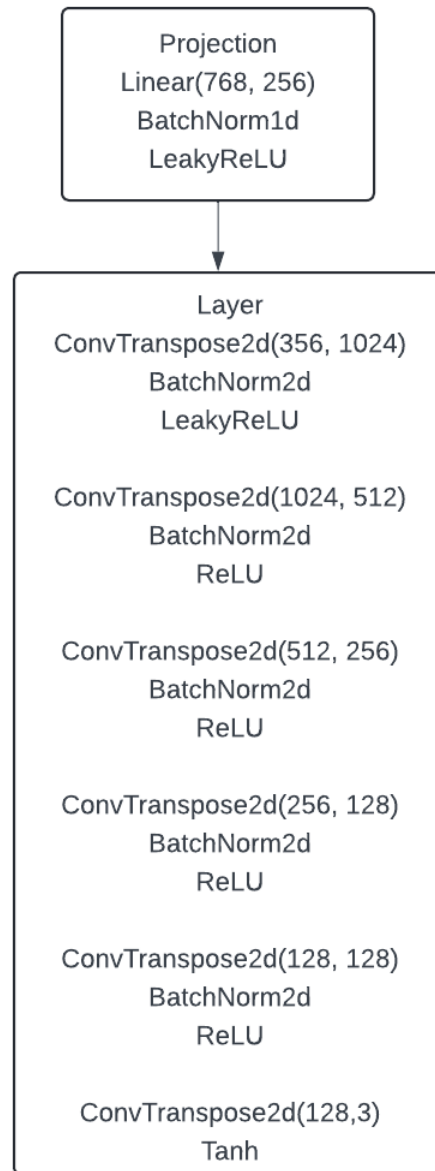 Projection
Linear(768, 256)
BatchNorm1d
LeakyReLU
Layer
ConvTranspose2d(356, 1024)
BatchNorm2d
LeakyReLU
ConvTranspose2d(1024, 512)
BatchNorm2d
ReLU
ConvTranspose2d(512, 256)
BatchNorm2d
ReLU
ConvTranspose2d(256, 128)
BatchNorm2d
ReLU
ConvTranspose2d(128, 128)
BatchNorm2d
ReLU
ConvTranspose2d(128,3)
Tanh